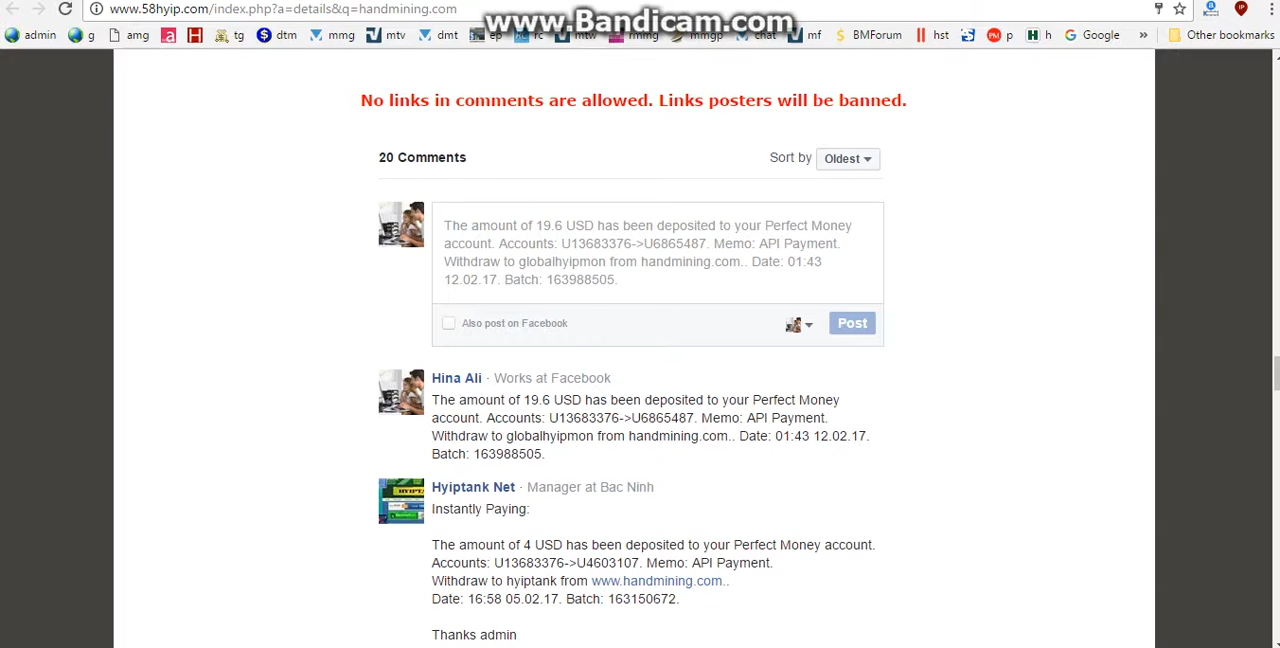 www.58hyip.com/index.php?a=details&q=handmining.com
www.Bandicam.com
admin g amg H tg dtm mmg mtv dmt ep rc mtw mmgp chat mf BMForum hst p h Google » Other bookmarks
No links in comments are allowed. Links posters will be banned.
20 Comments
Sort by Oldest
The amount of 19.6 USD has been deposited to your Perfect Money
account. Accounts: U13683376->U6865487. Memo: API Payment.
Withdraw to globalhyipmon from handmining.com.. Date: 01:43
12.02.17. Batch: 163988505.
Also post on Facebook
Post
Hina Ali · Works at Facebook
The amount of 19.6 USD has been deposited to your Perfect Money
account. Accounts: U13683376->U6865487. Memo: API Payment.
Withdraw to globalhyipmon from handmining.com.. Date: 01:43 12.02.17.
Batch: 163988505.
Hyiptank Net · Manager at Bac Ninh
Instantly Paying:
The amount of 4 USD has been deposited to your Perfect Money account.
Accounts: U13683376->U4603107. Memo: API Payment.
Withdraw to hyiptank from www.handmining.com..
Date: 16:58 05.02.17. Batch: 163150672.
Thanks admin